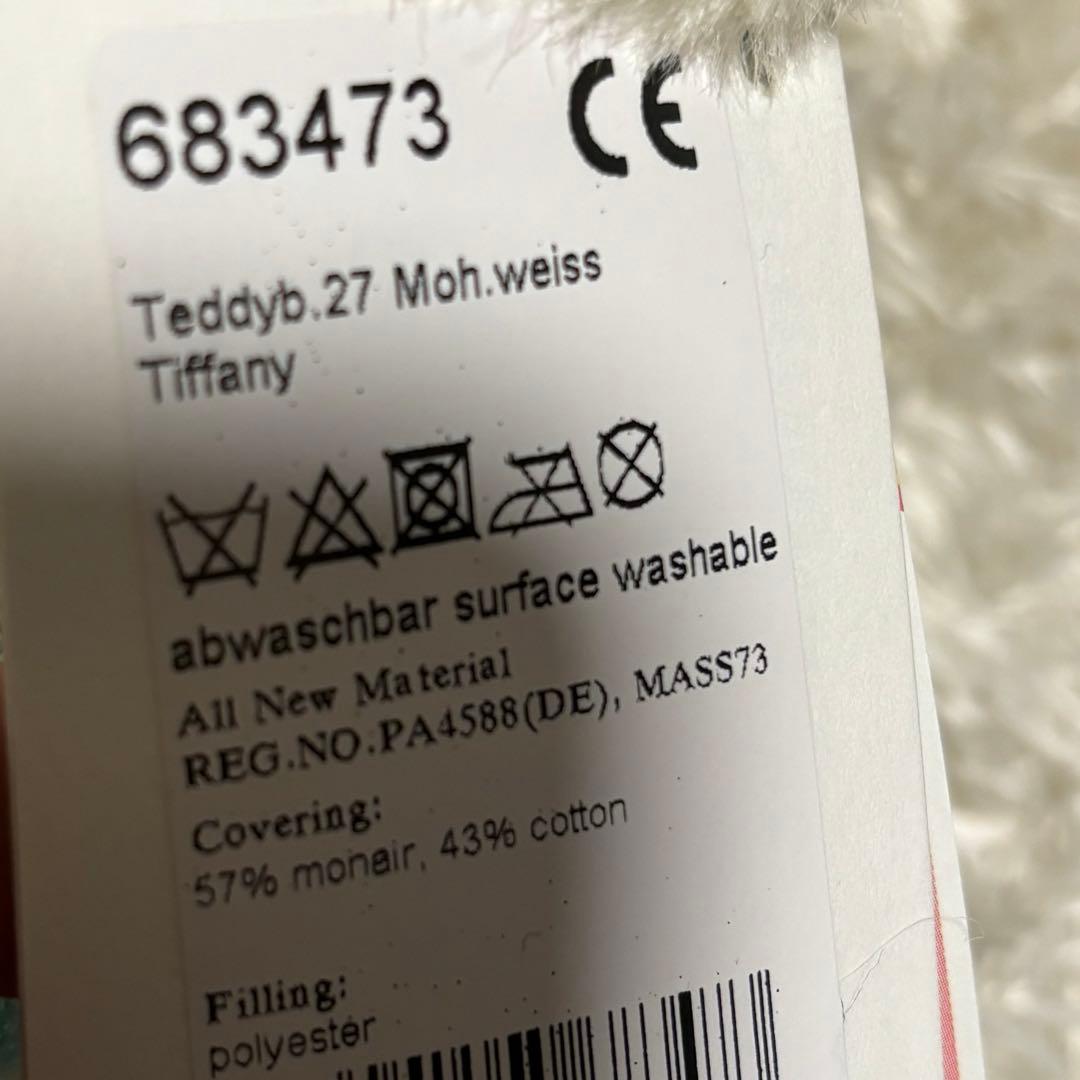 683473 CE
Teddyb.27 Moh.weiss
Tiffany
abwaschbar surface washable
All New Material
REG.NO.PA4588(DE), MASS73
Covering:
57% mohair, 43% cotton
Filling:
polyester